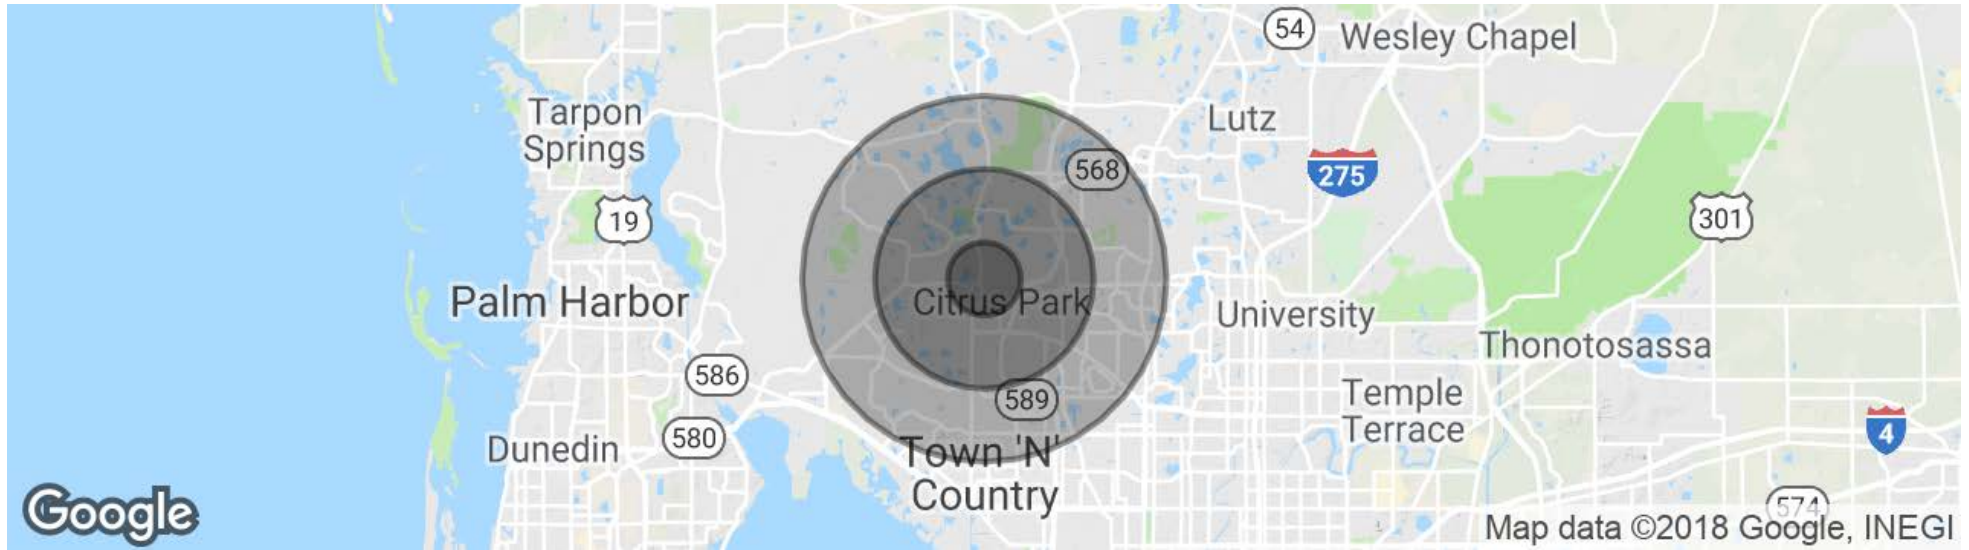 54
Wesley Chapel
Tarpon
Springs
Lutz
568
275
19
301
Palm Harbor
Citrus Park
University
Thonotosassa
586
589
Temple
Terrace
580
Dunedin
4
Town 'N'
Country
Google
574
Map data ©2018 Google, INEGI